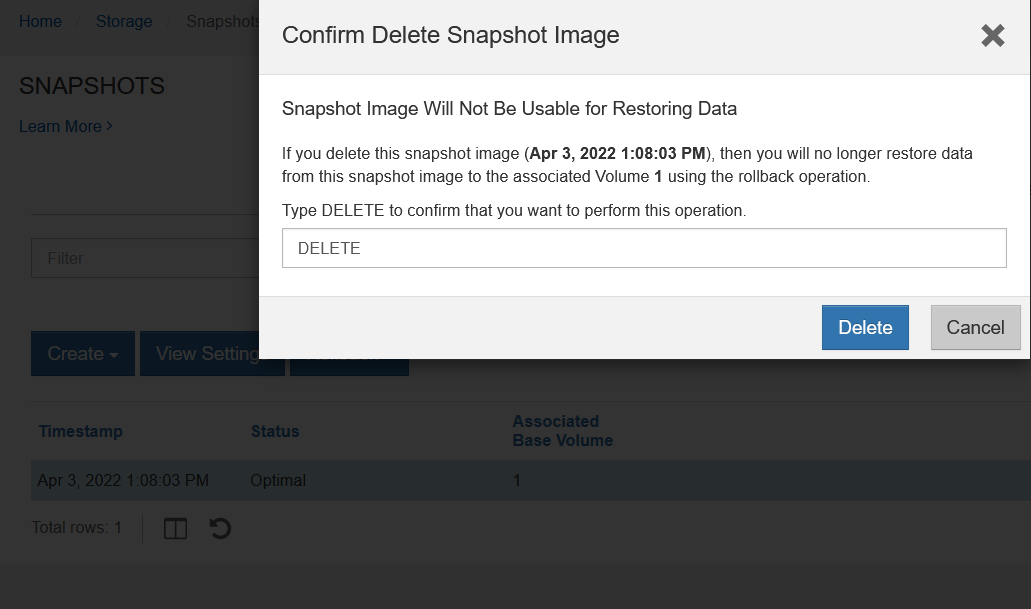 Home / Storage / Snapshots
SNAPSHOTS
Learn More >
Confirm Delete Snapshot Image
Snapshot Image Will Not Be Usable for Restoring Data
If you delete this snapshot image (Apr 3, 2022 1:08:03 PM), then you will no longer restore data
from this snapshot image to the associated Volume 1 using the rollback operation.
Type DELETE to confirm that you want to perform this operation.
DELETE
Delete Cancel
Filter
Create View Setting
Timestamp Status Associated
Base Volume
Apr 3, 2022 1:08:03 PM Optimal 1
Total rows: 1